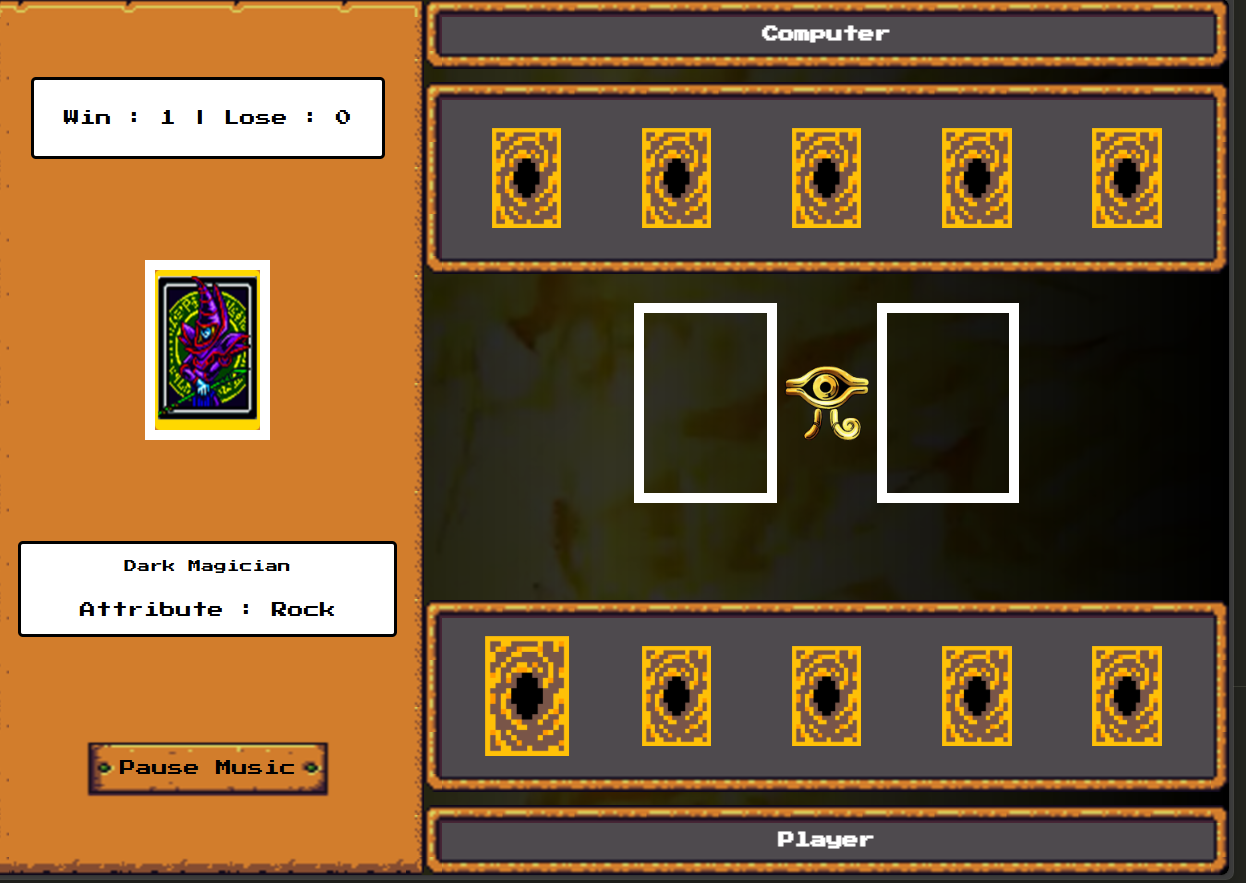 Computer
Win : 1 | Lose : 0
Dark Magician
Attribute : Rock
Pause Music
Player